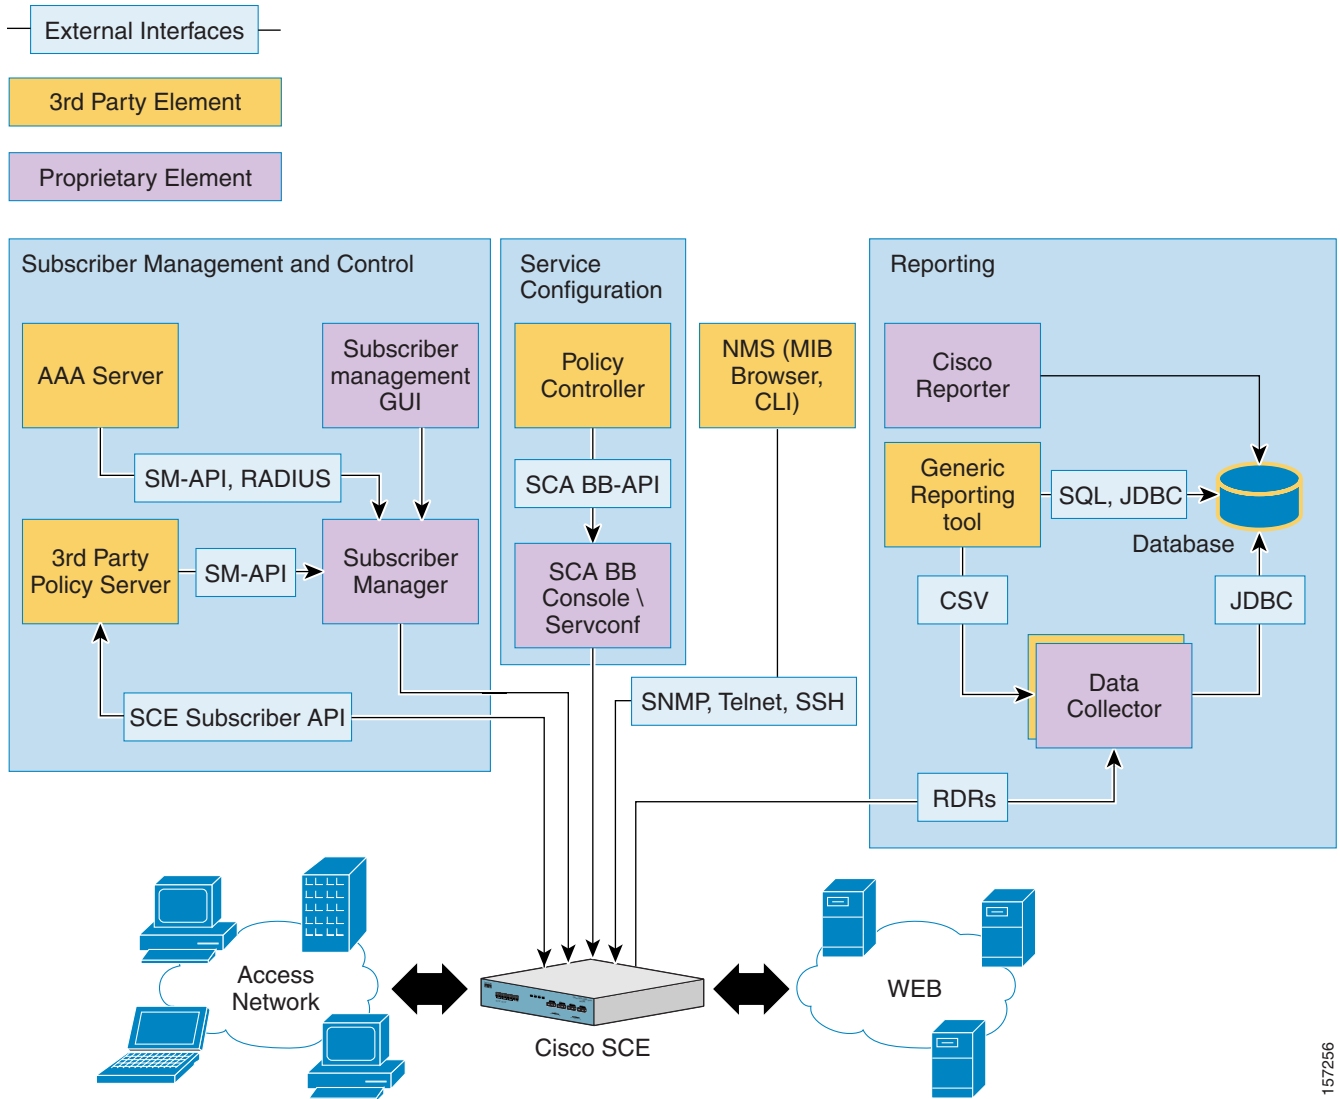 External Interfaces
3rd Party Element
Proprietary Element
Subscriber Management and Control
AAA Server
Subscriber
management
GUI
SM-API, RADIUS
3rd Party
Policy Server
SM-API
Subscriber
Manager
SCE Subscriber API
Service
Configuration
Policy
Controller
SCA BB-API
SCA BB
Console \
Servconf
NMS (MIB
Browser,
CLI)
SNMP, Telnet, SSH
Reporting
Cisco
Reporter
Generic
Reporting
tool
SQL, JDBC
Database
CSV
JDBC
Data
Collector
RDRs
Access
Network
Cisco SCE
WEB
157256